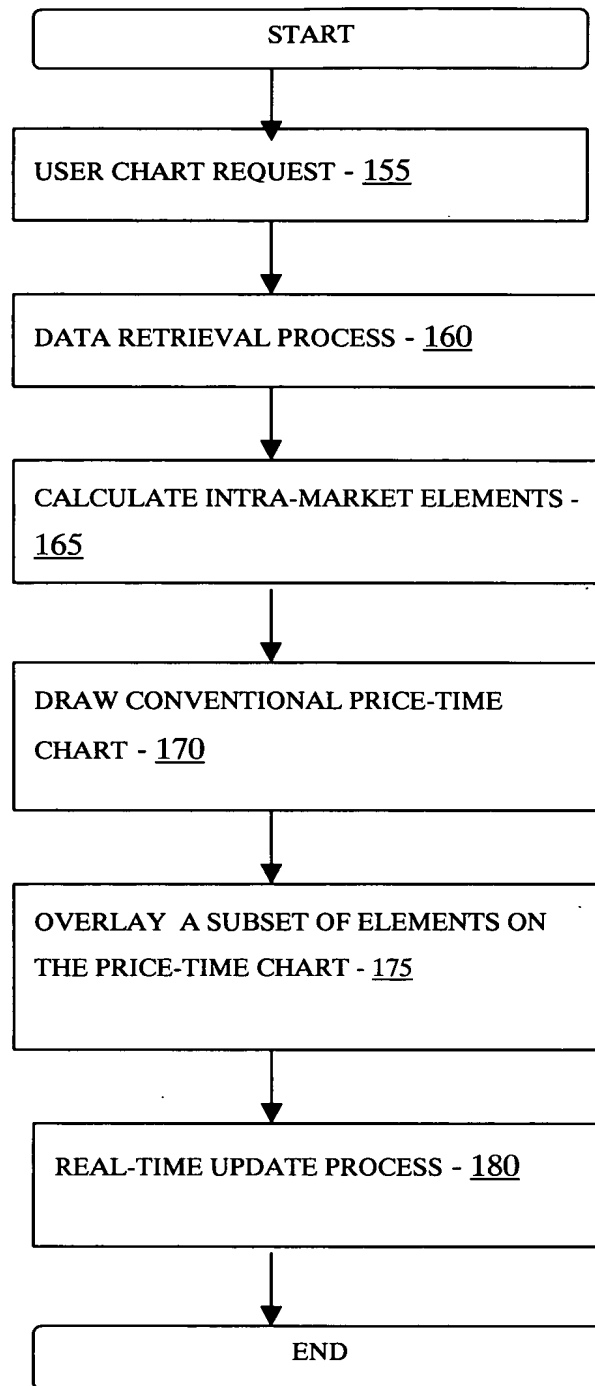 START
USER CHART REQUEST - 155
DATA RETRIEVAL PROCESS - 160
CALCULATE INTRA-MARKET ELEMENTS -
165
DRAW CONVENTIONAL PRICE-TIME
CHART - 170
OVERLAY A SUBSET OF ELEMENTS ON
THE PRICE-TIME CHART - 175
REAL-TIME UPDATE PROCESS - 180
END